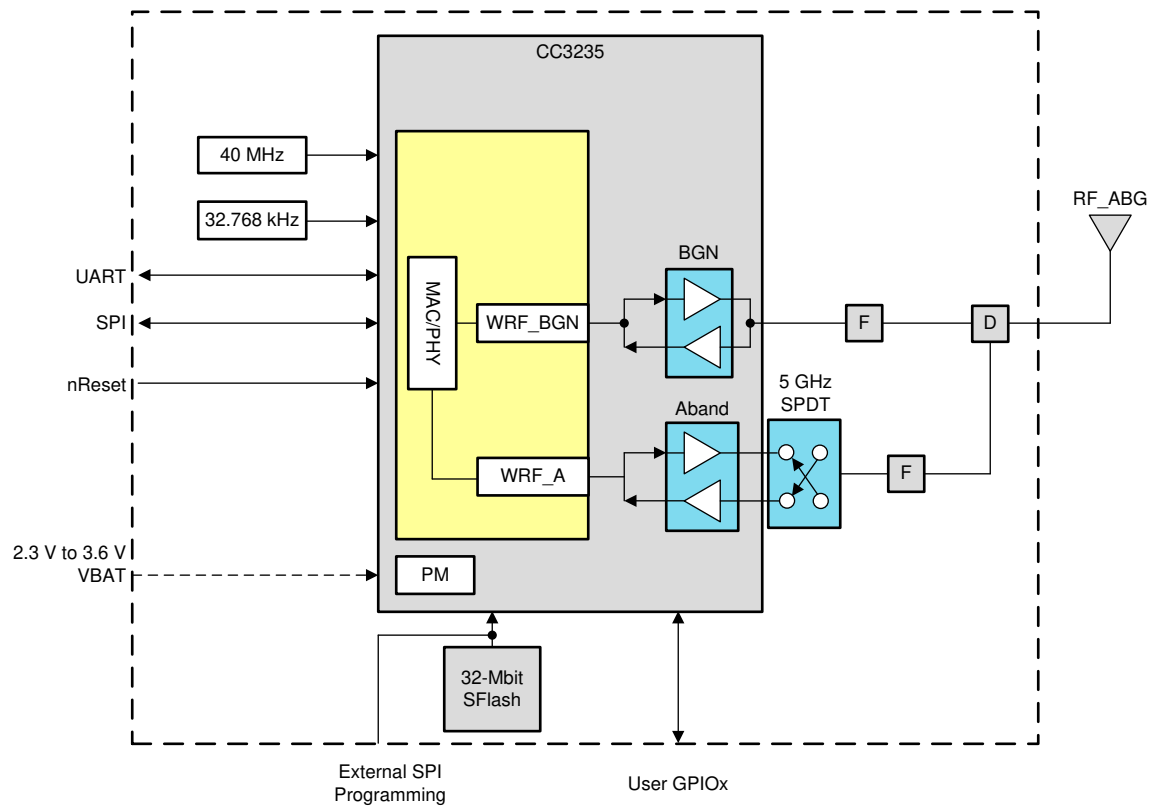 CC3235
40 MHz
32.768 kHz
RF_ABG
UART
SPI
nReset
MAC/PHY
WRF_BGN
BGN
F
D
5 GHz
SPDT
Aband
WRF_A
F
2.3 V to 3.6 V
VBAT
PM
32-Mbit
SFlash
External SPI
Programming
User GPIOx